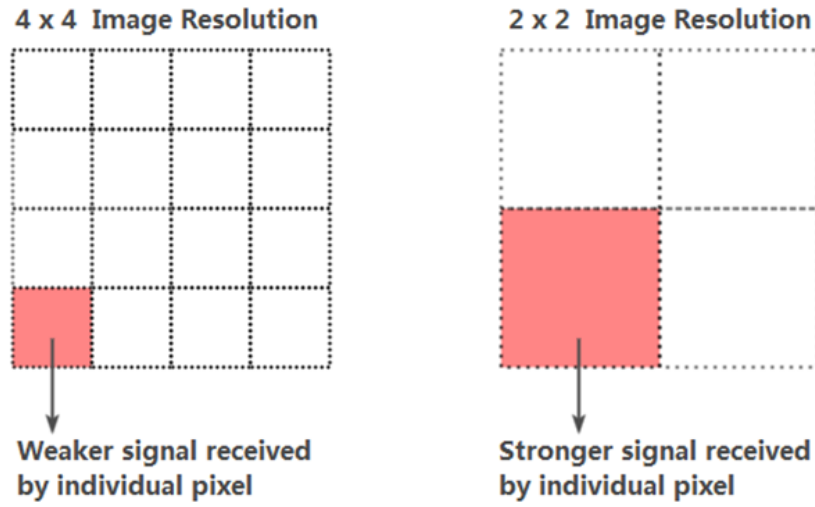 4 x 4 Image Resolution
2 x 2 Image Resolution
Weaker signal received
by individual pixel
Stronger signal received
by individual pixel